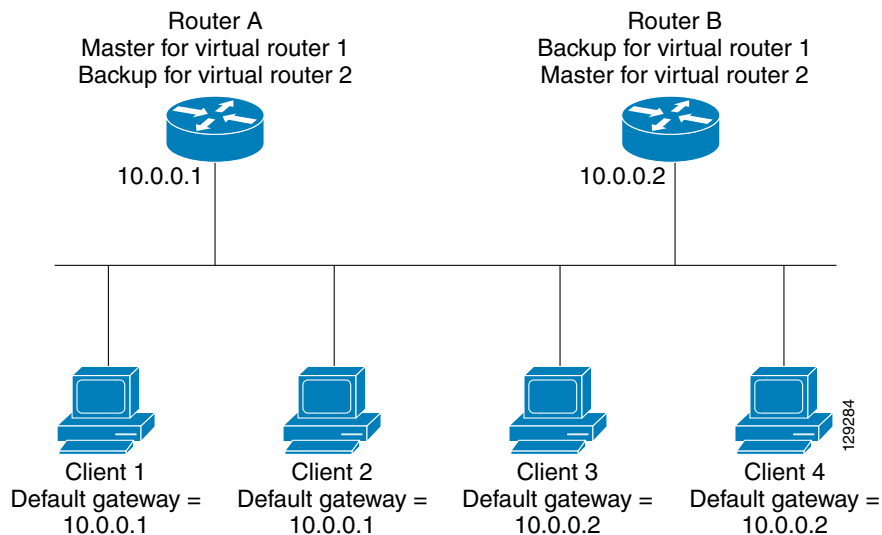 Router A
Master for virtual router 1
Backup for virtual router 2
Router B
Backup for virtual router 1
Master for virtual router 2
10.0.0.1
10.0.0.2
Client 1
Default gateway =
10.0.0.1
Client 2
Default gateway =
10.0.0.1
Client 3
Default gateway =
10.0.0.2
Client 4
Default gateway =
10.0.0.2
129284